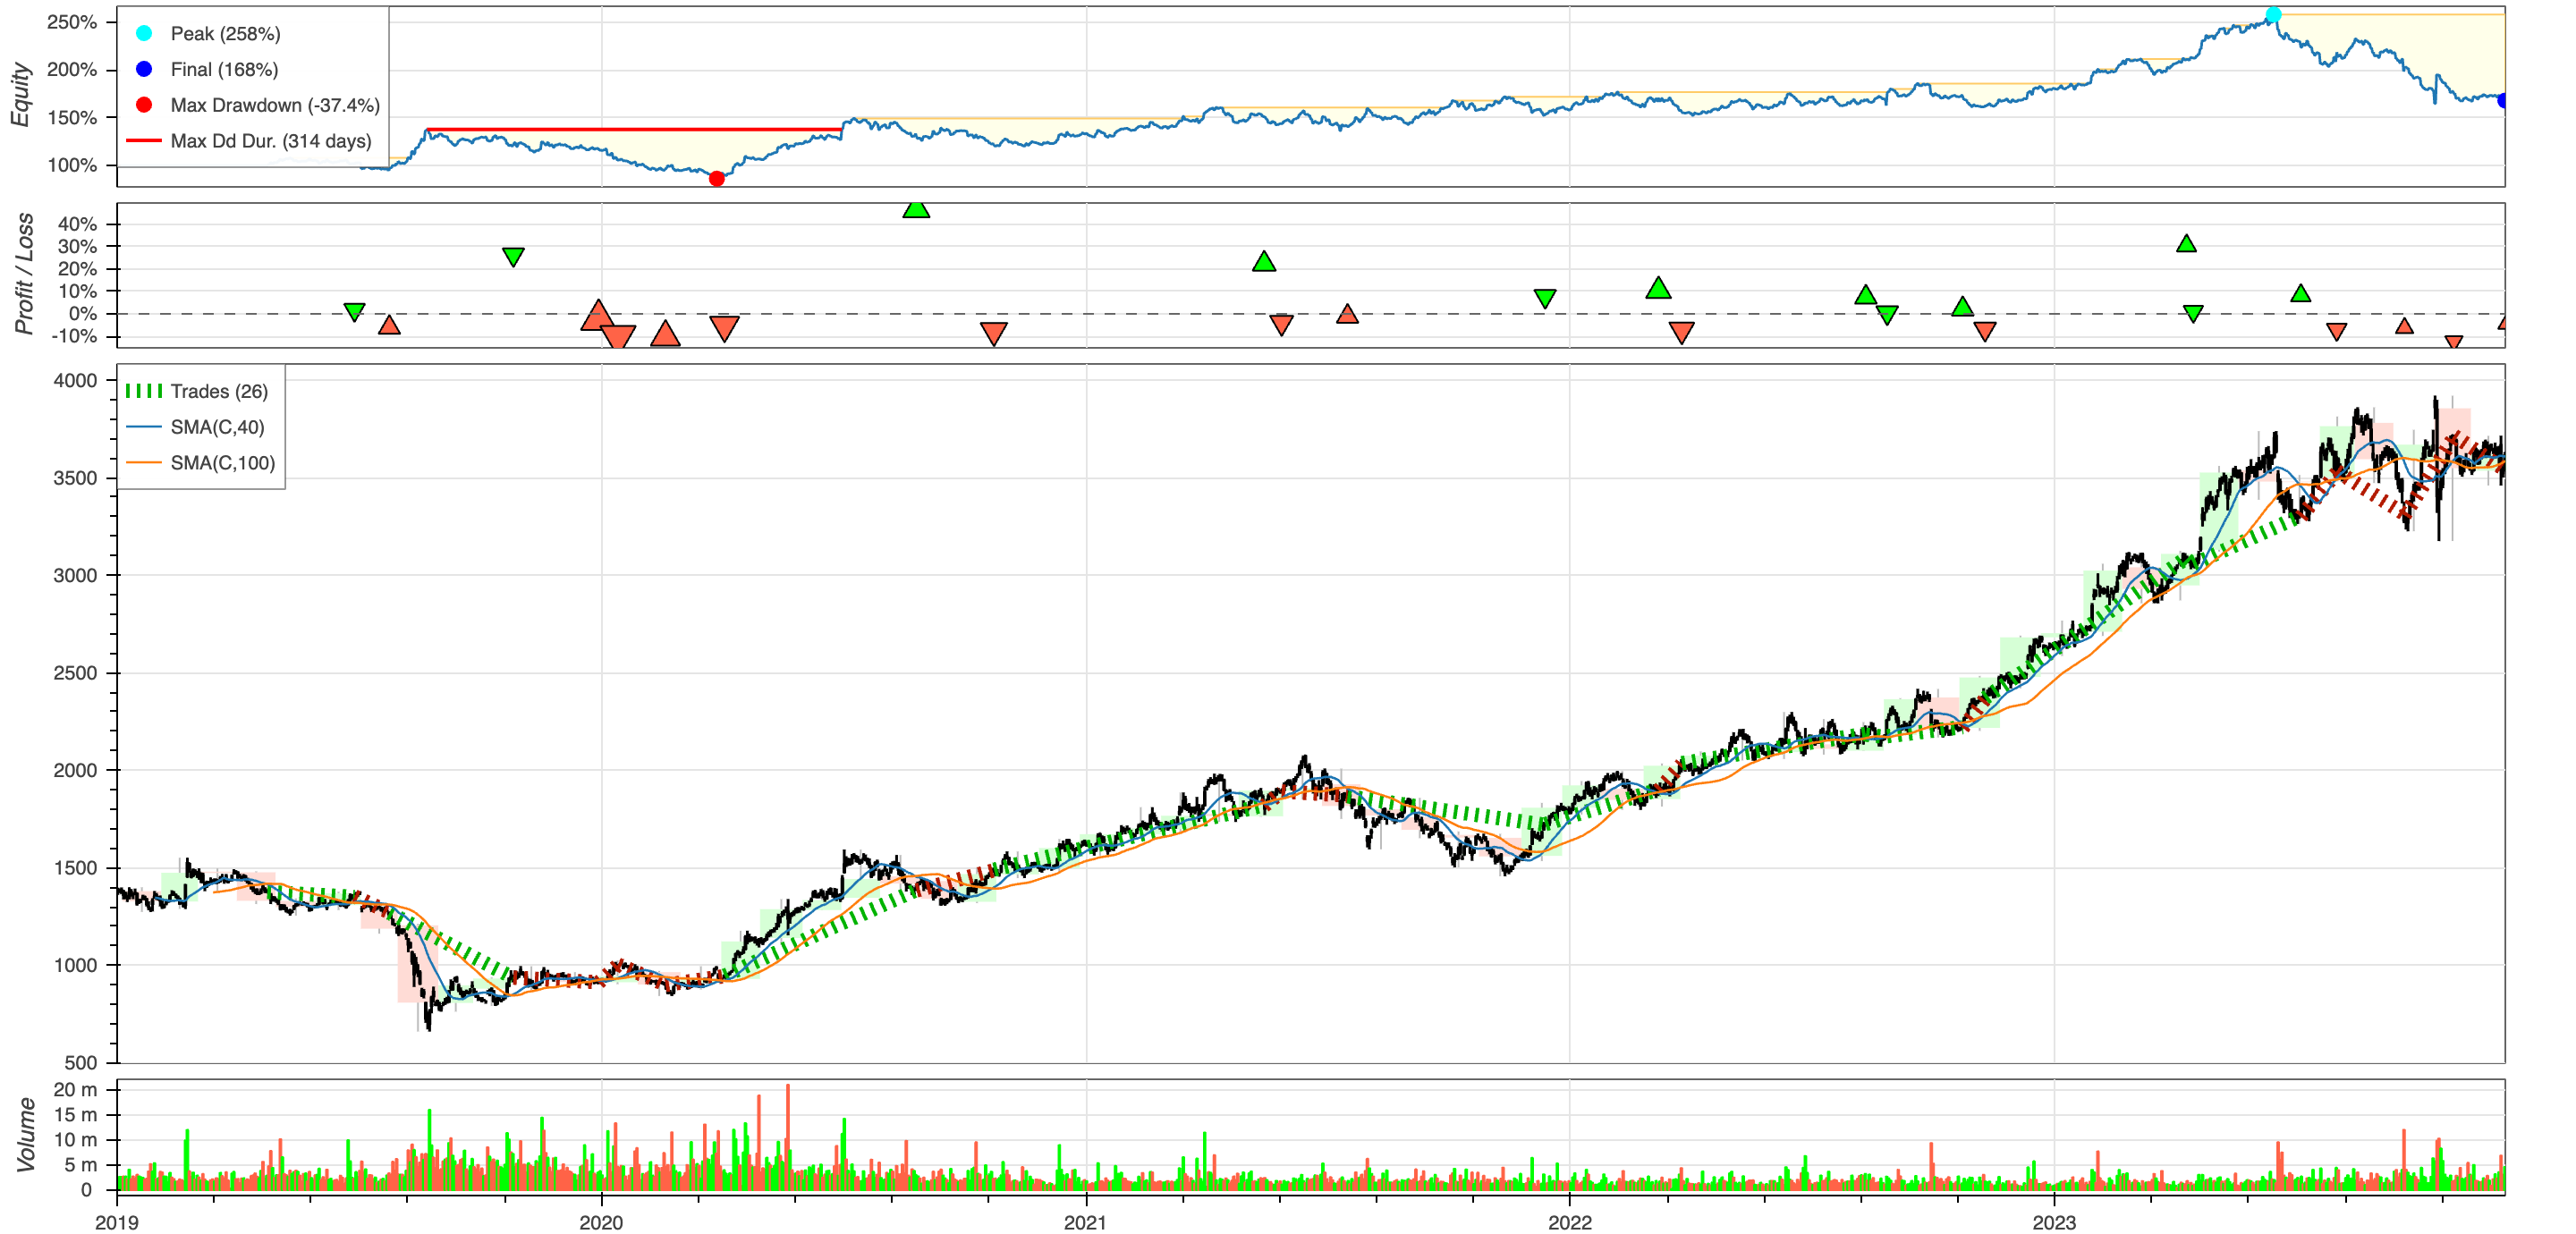 Equity
250%
200%
150%
100%
Peak (258%)
Final (168%)
Max Drawdown (-37.4%)
Max Dd Dur. (314 days)
Profit / Loss
40%
30%
20%
10%
0%
-10%
4000
3500
3000
2500
2000
1500
1000
500
Trades (26)
SMA(C,40)
SMA(C,100)
Volume
20 m
15 m
10 m
5 m
0
2019
2020
2021
2022
2023